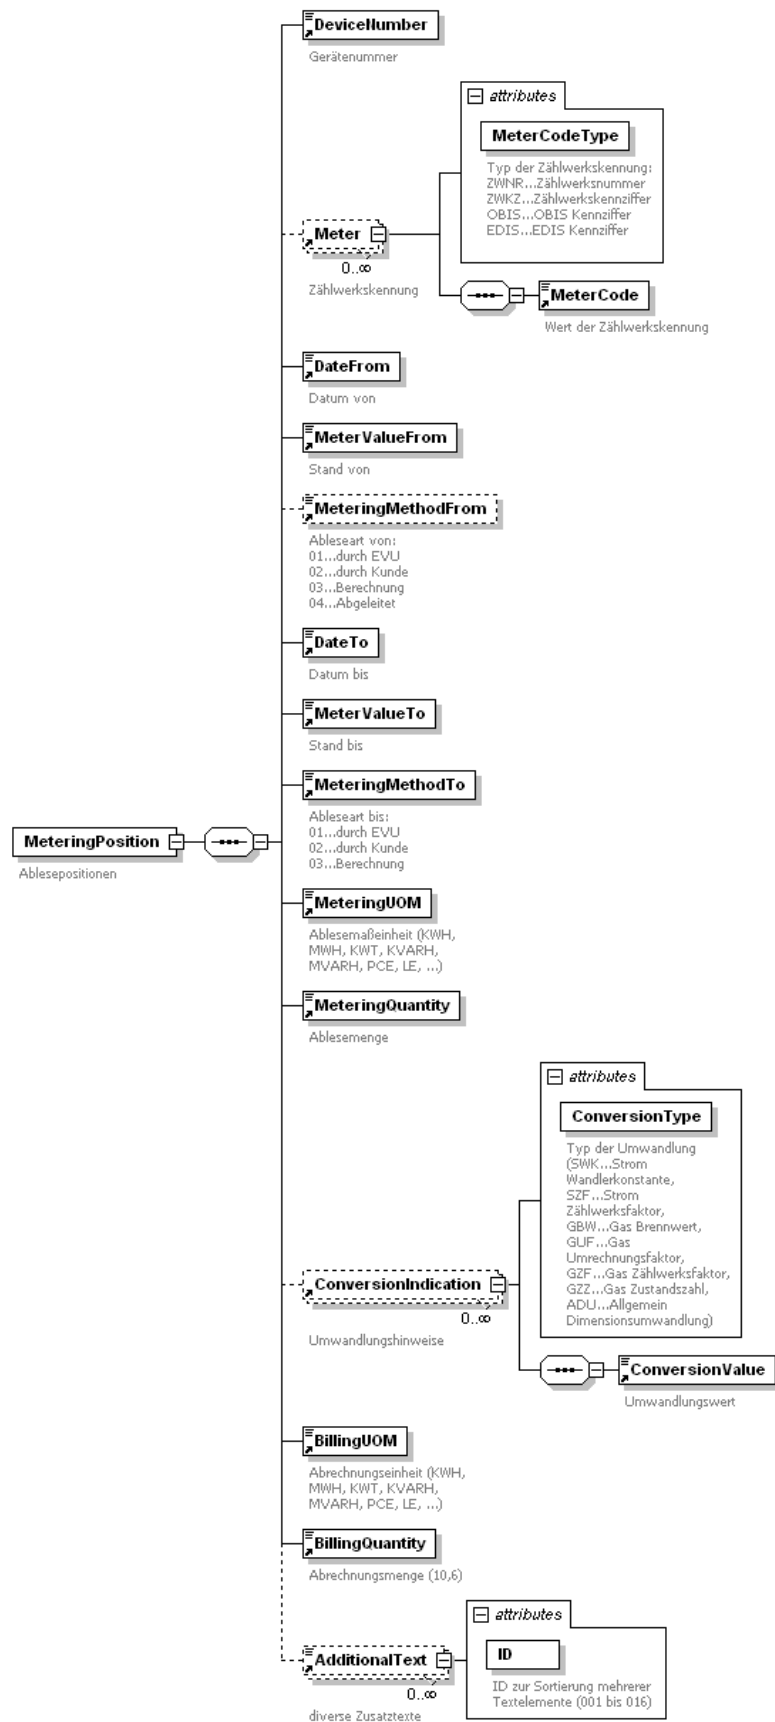 DeviceNumber
Gerätenummer
attributes
MeterCodeType
Typ der Zählwerkskennung:
ZWNR...Zählwerksnummer
ZWKZ...Zählwerkskennziffer
OBIS...OBIS Kennziffer
EDIS...EDIS Kennziffer
Meter
0..∞
Zählwerkskennung
MeterCode
Wert der Zählwerkskennung
DateFrom
Datum von
MeterValueFrom
Stand von
MeteringMethodFrom
Ableseart von:
01...durch EVU
02...durch Kunde
03...Berechnung
04...Abgeleitet
DateTo
Datum bis
MeterValueTo
Stand bis
MeteringMethodTo
Ableseart bis:
01...durch EVU
02...durch Kunde
03...Berechnung
MeteringPosition
Ablesepositionen
MeteringUOM
Ablesemaßeinheit (KWH,
MWH, KWT, KVARH,
MVARH, PCE, LE, ...)
MeteringQuantity
Ablesemenge
attributes
ConversionType
Typ der Umwandlung
(SWK...Strom
Wandlerkonstante,
SZF...Strom
Zählwerksfaktor,
GBW...Gas Brennwert,
GUF...Gas
Umrechnungsfaktor,
GZF...Gas Zählwerksfaktor,
GZZ...Gas Zustandszahl,
ADU...Allgemein
Dimensionsumwandlung)
ConversionIndication
0..∞
Umwandlungshinweise
ConversionValue
Umwandlungswert
BillingUOM
Abrechnungseinheit (KWH,
MWH, KWT, KVARH,
MVARH, PCE, LE, ...)
BillingQuantity
Abrechnungsmenge (10,6)
attributes
ID
ID zur Sortierung mehrerer
Textelemente (001 bis 016)
AdditionalText
0..∞
diverse Zusatztexte